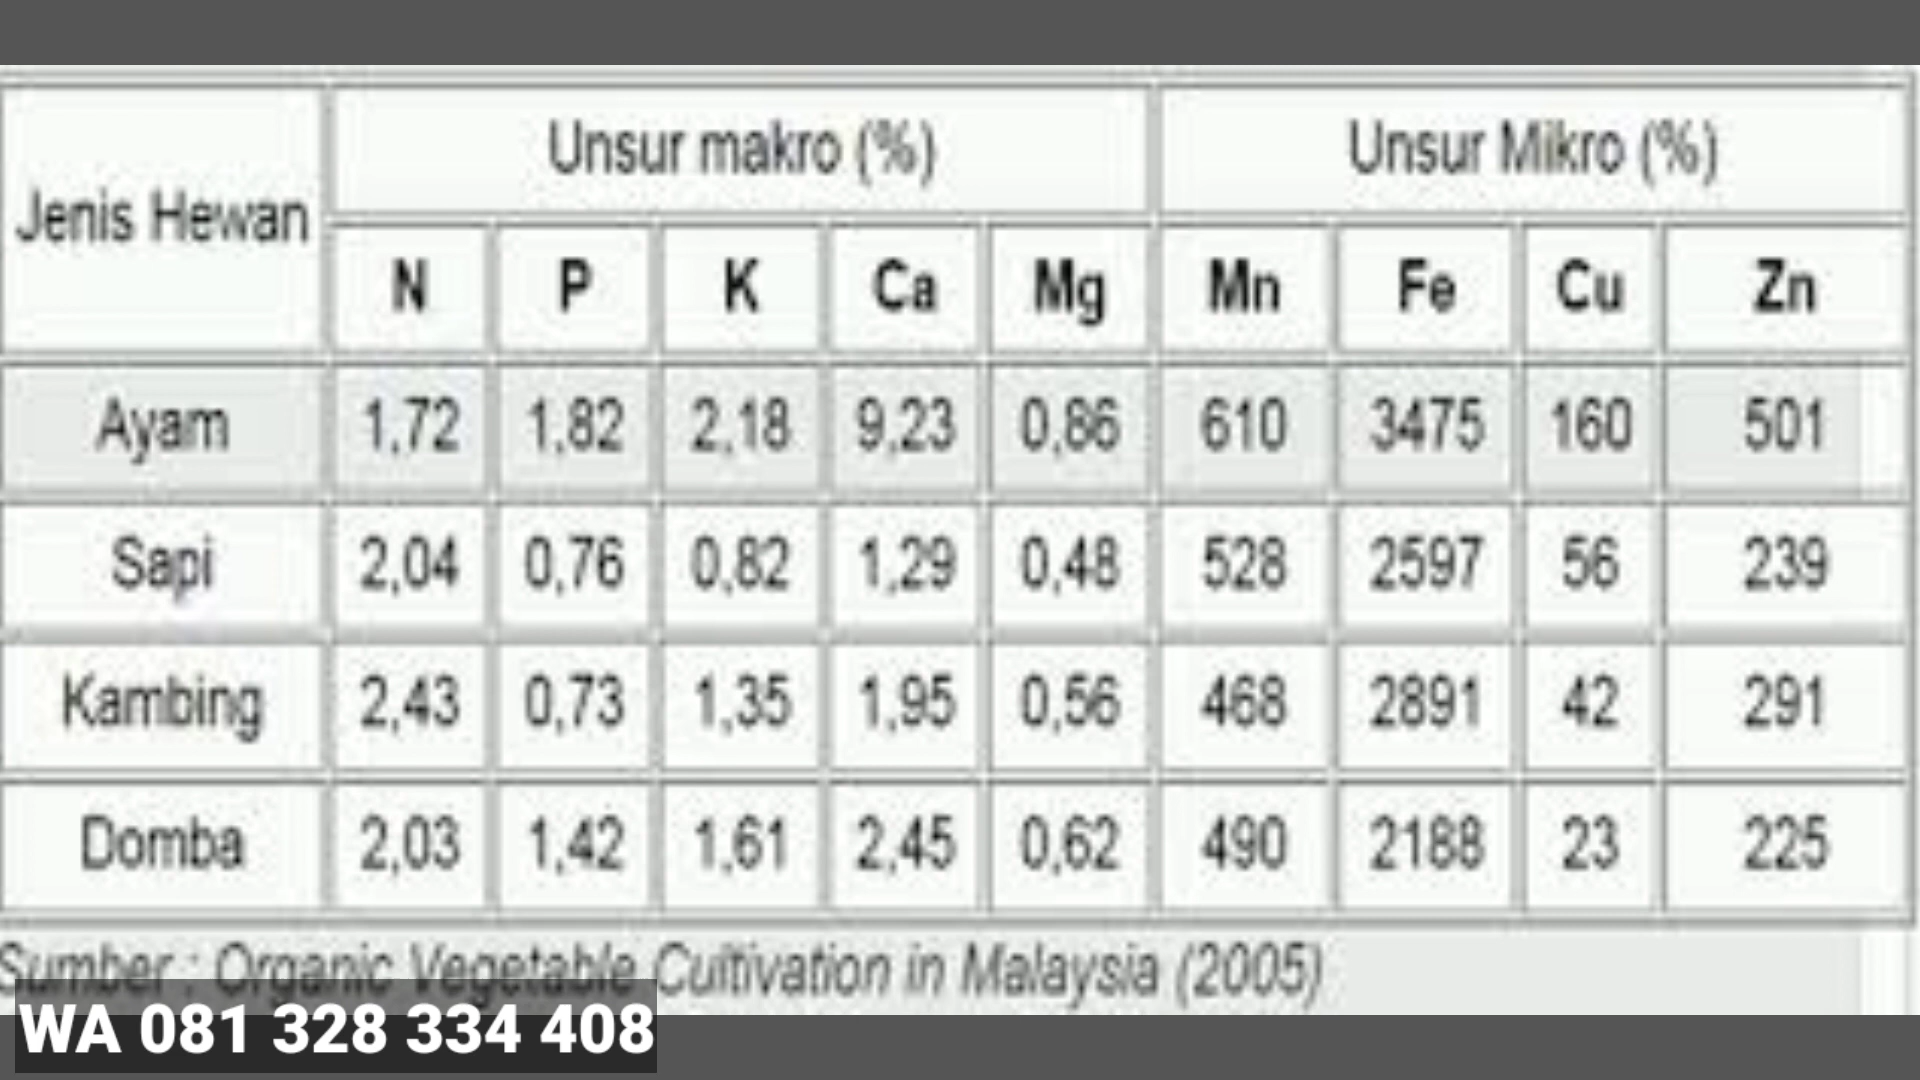 Jenis Hewan Unsur makro (%) Unsur Mikro (%)
N P K Ca Mg Mn Fe Cu Zn
Ayam 1,72 1,82 2,18 9,23 0,86 610 3475 160 501
Sapi 2,04 0,76 0,82 1,29 0,48 528 2597 56 239
Kambing 2,43 0,73 1,35 1,95 0,56 468 2891 42 291
Domba 2,03 1,42 1,61 2,45 0,62 490 2188 23 225
Sumber : Organic Vegetable Cultivation in Malaysia (2005)
WA 081 328 334 408